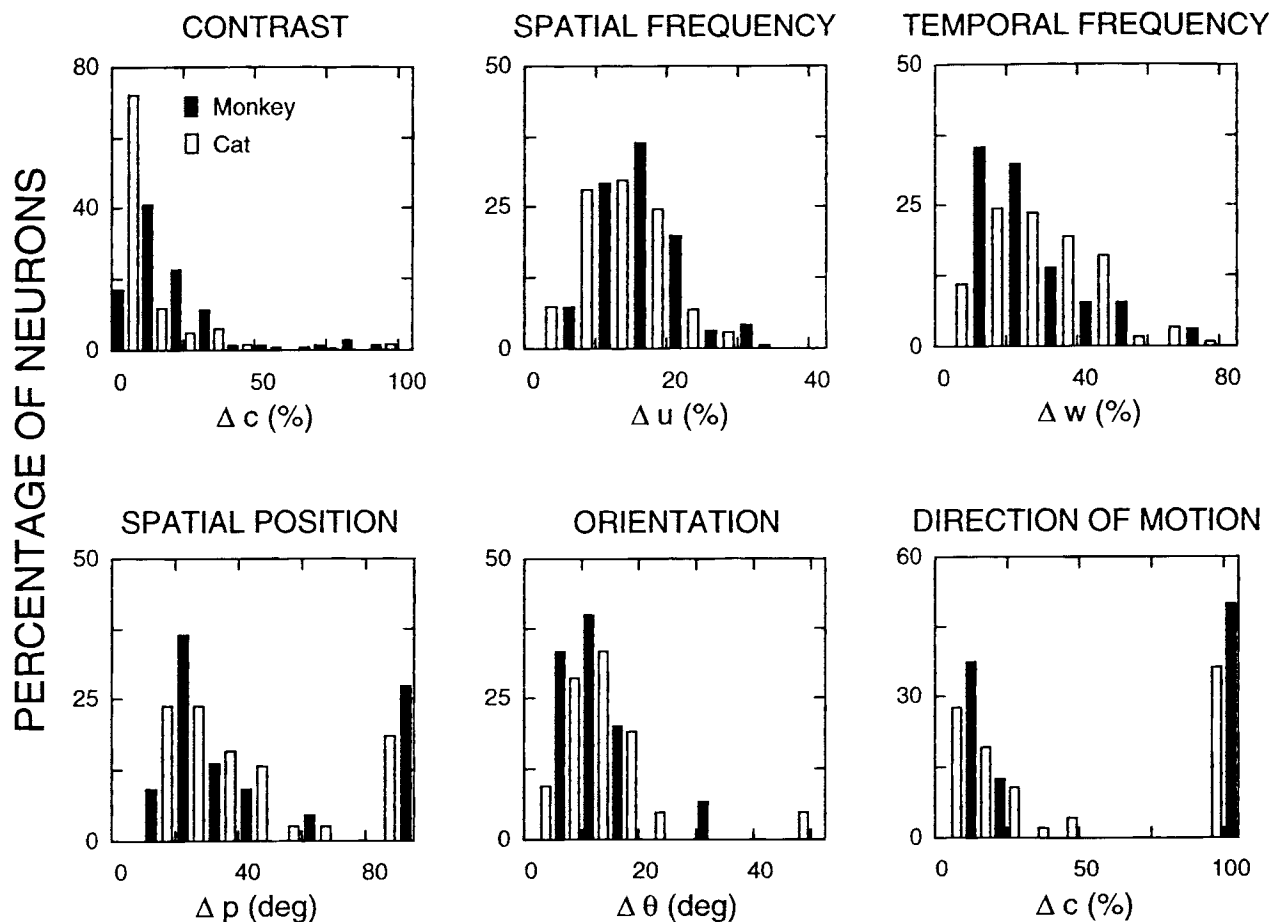 PERCENTAGE OF NEURONS
CONTRAST
80
40
0
Monkey
Cat
0 50 100
Δ c (%)
SPATIAL FREQUENCY
50
25
0
0 20 40
Δ u (%)
TEMPORAL FREQUENCY
50
25
0
0 40 80
Δ w (%)
SPATIAL POSITION
50
25
0
0 40 80
Δ p (deg)
ORIENTATION
50
25
0
0 20 40
Δ θ (deg)
DIRECTION OF MOTION
60
30
0
0 50 100
Δ c (%)